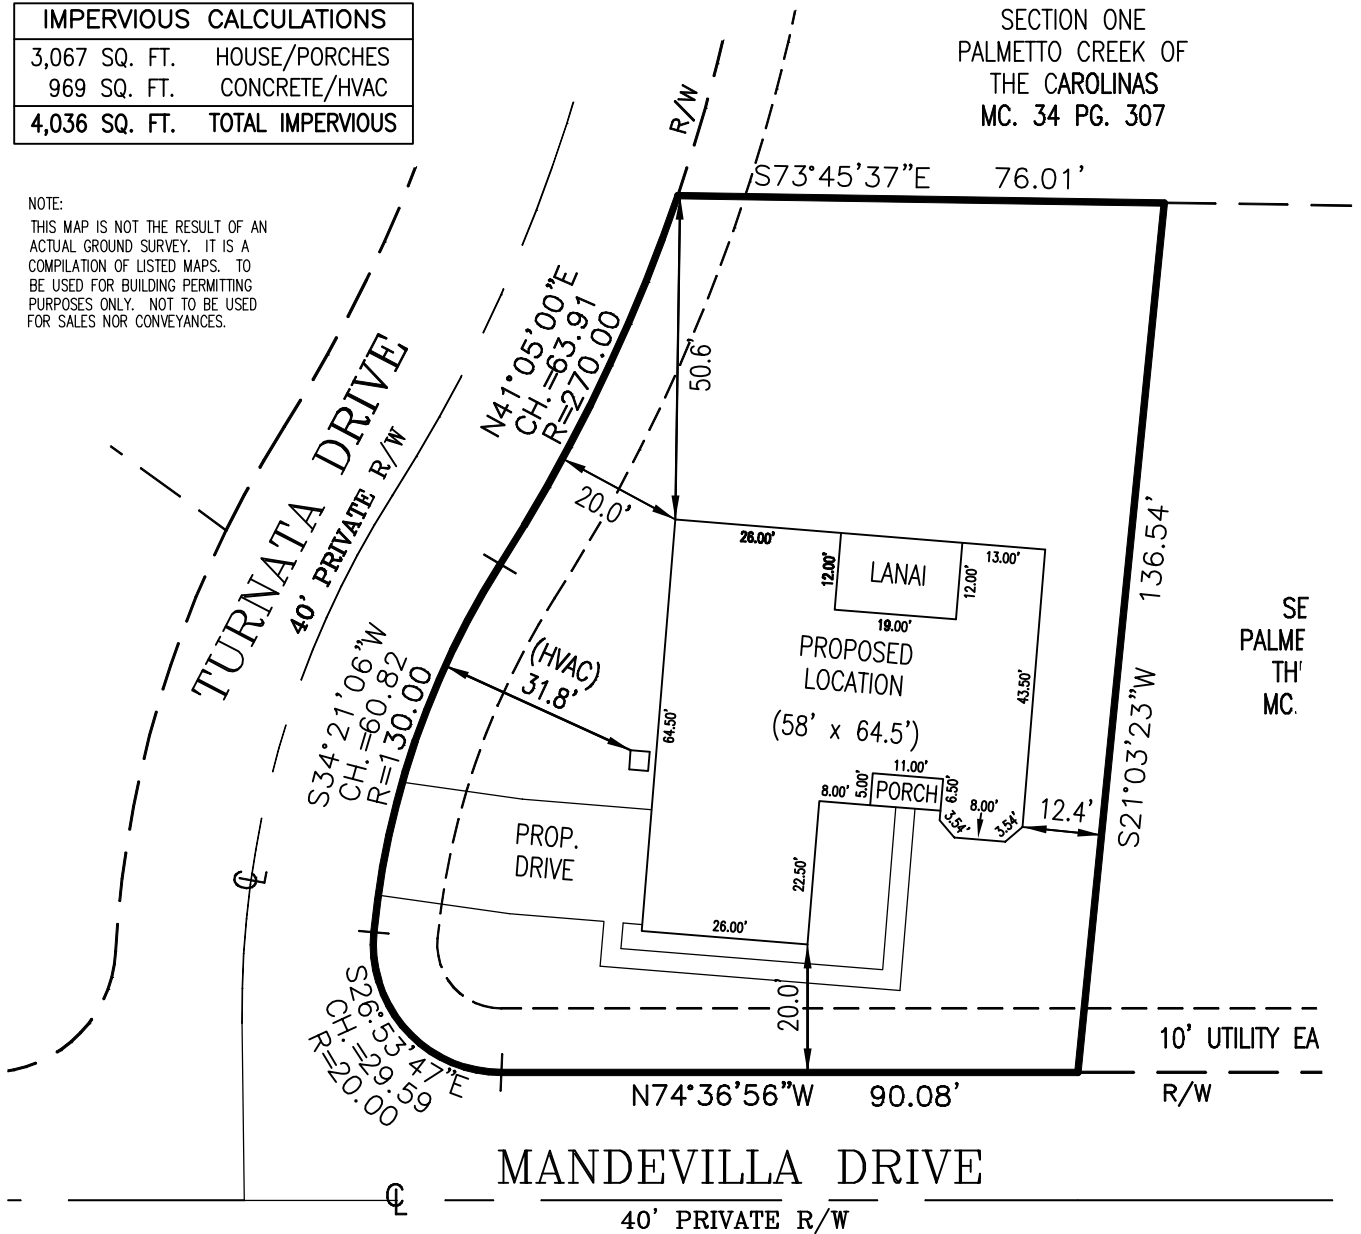 IMPERVIOUS CALCULATIONS
3,067 SQ. FT. HOUSE/PORCHES
969 SQ. FT. CONCRETE/HVAC
4,036 SQ. FT. TOTAL IMPERVIOUS
SECTION ONE
PALMETTO CREEK OF
THE CAROLINAS
MC. 34 PG. 307
R/W
S73°45'37"E 76.01'
NOTE:
THIS MAP IS NOT THE RESULT OF AN
ACTUAL GROUND SURVEY. IT IS A
COMPILATION OF LISTED MAPS. TO
BE USED FOR BUILDING PERMITTING
PURPOSES ONLY. NOT TO BE USED
FOR SALES NOR CONVEYANCES.
N41°05'00"E
CH.=63.91
R=270.00
50.6'
TURNATA DRIVE
40' PRIVATE R/W
20.0'
26.00'
13.00'
12.00'
LANAI
12.00'
19.00'
136.54'
S21°03'23"W
SE
PALME
TH
MC.
PROPOSED
LOCATION
(58' x 64.5')
43.50'
64.50'
(HVAC)
31.8'
S34°21'06"W
CH.=60.82
R=130.00
11.00'
5.00'
PORCH
6.50'
8.00'
3.54'
8.00'
3.54'
12.4'
PROP.
DRIVE
22.50'
26.00'
20.0'
CL
S26°53'47"E
CH.=29.59
R=20.00
10' UTILITY EA
N74°36'56"W 90.08'
R/W
MANDEVILLA DRIVE
CL
40' PRIVATE R/W